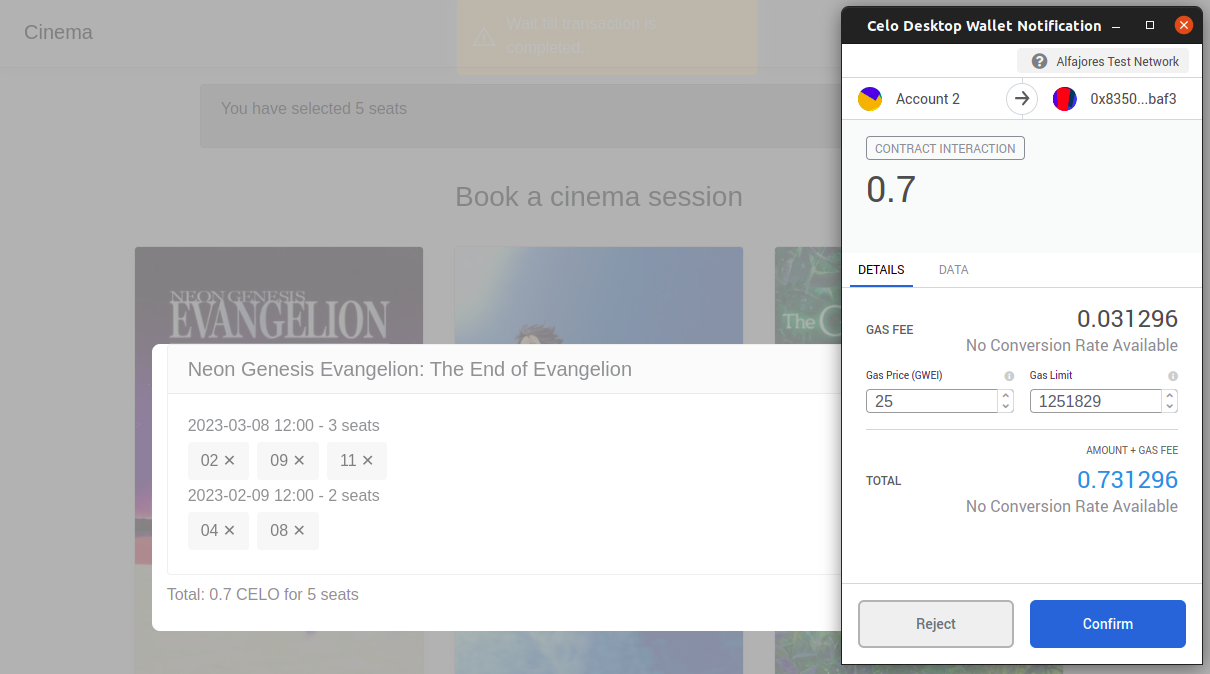 Cinema
Wait till transaction is
completed.
You have selected 5 seats
Book a cinema session
NEON GENESIS
EVANGELION
The
Neon Genesis Evangelion: The End of Evangelion
2023-03-08 12:00 - 3 seats
02 ✕ 09 ✕ 11 ✕
2023-02-09 12:00 - 2 seats
04 ✕ 08 ✕
Total: 0.7 CELO for 5 seats
Celo Desktop Wallet Notification
Alfajores Test Network
Account 2 0x8350...baf3
CONTRACT INTERACTION
0.7
DETAILS DATA
GAS FEE 0.031296
No Conversion Rate Available
Gas Price (GWEI) Gas Limit
25 1251829
AMOUNT + GAS FEE
TOTAL 0.731296
No Conversion Rate Available
Reject Confirm